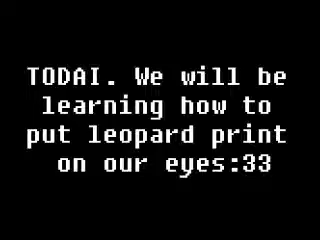 TODAI. We will be
learning how to
put leopard print
on our eyes:33